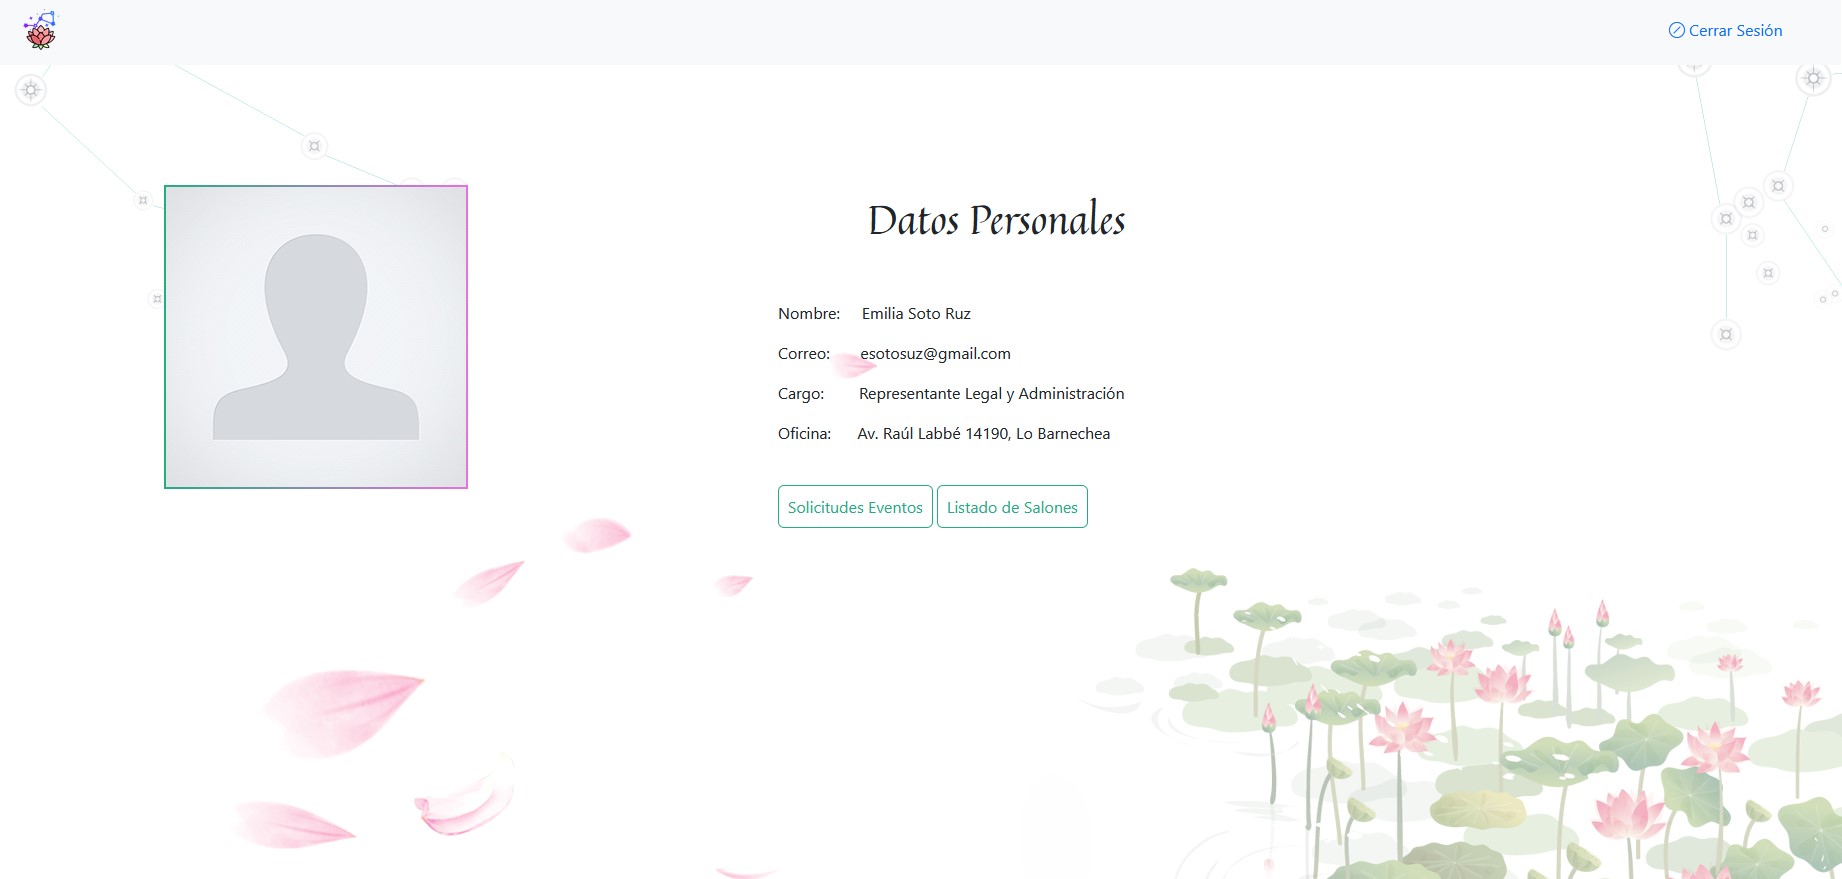 Cerrar Sesión
Datos Personales
Nombre: Emilia Soto Ruz
Correo: esotosuz@gmail.com
Cargo: Representante Legal y Administración
Oficina: Av. Raúl Labbé 14190, Lo Barnechea
Solicitudes Eventos Listado de Salones